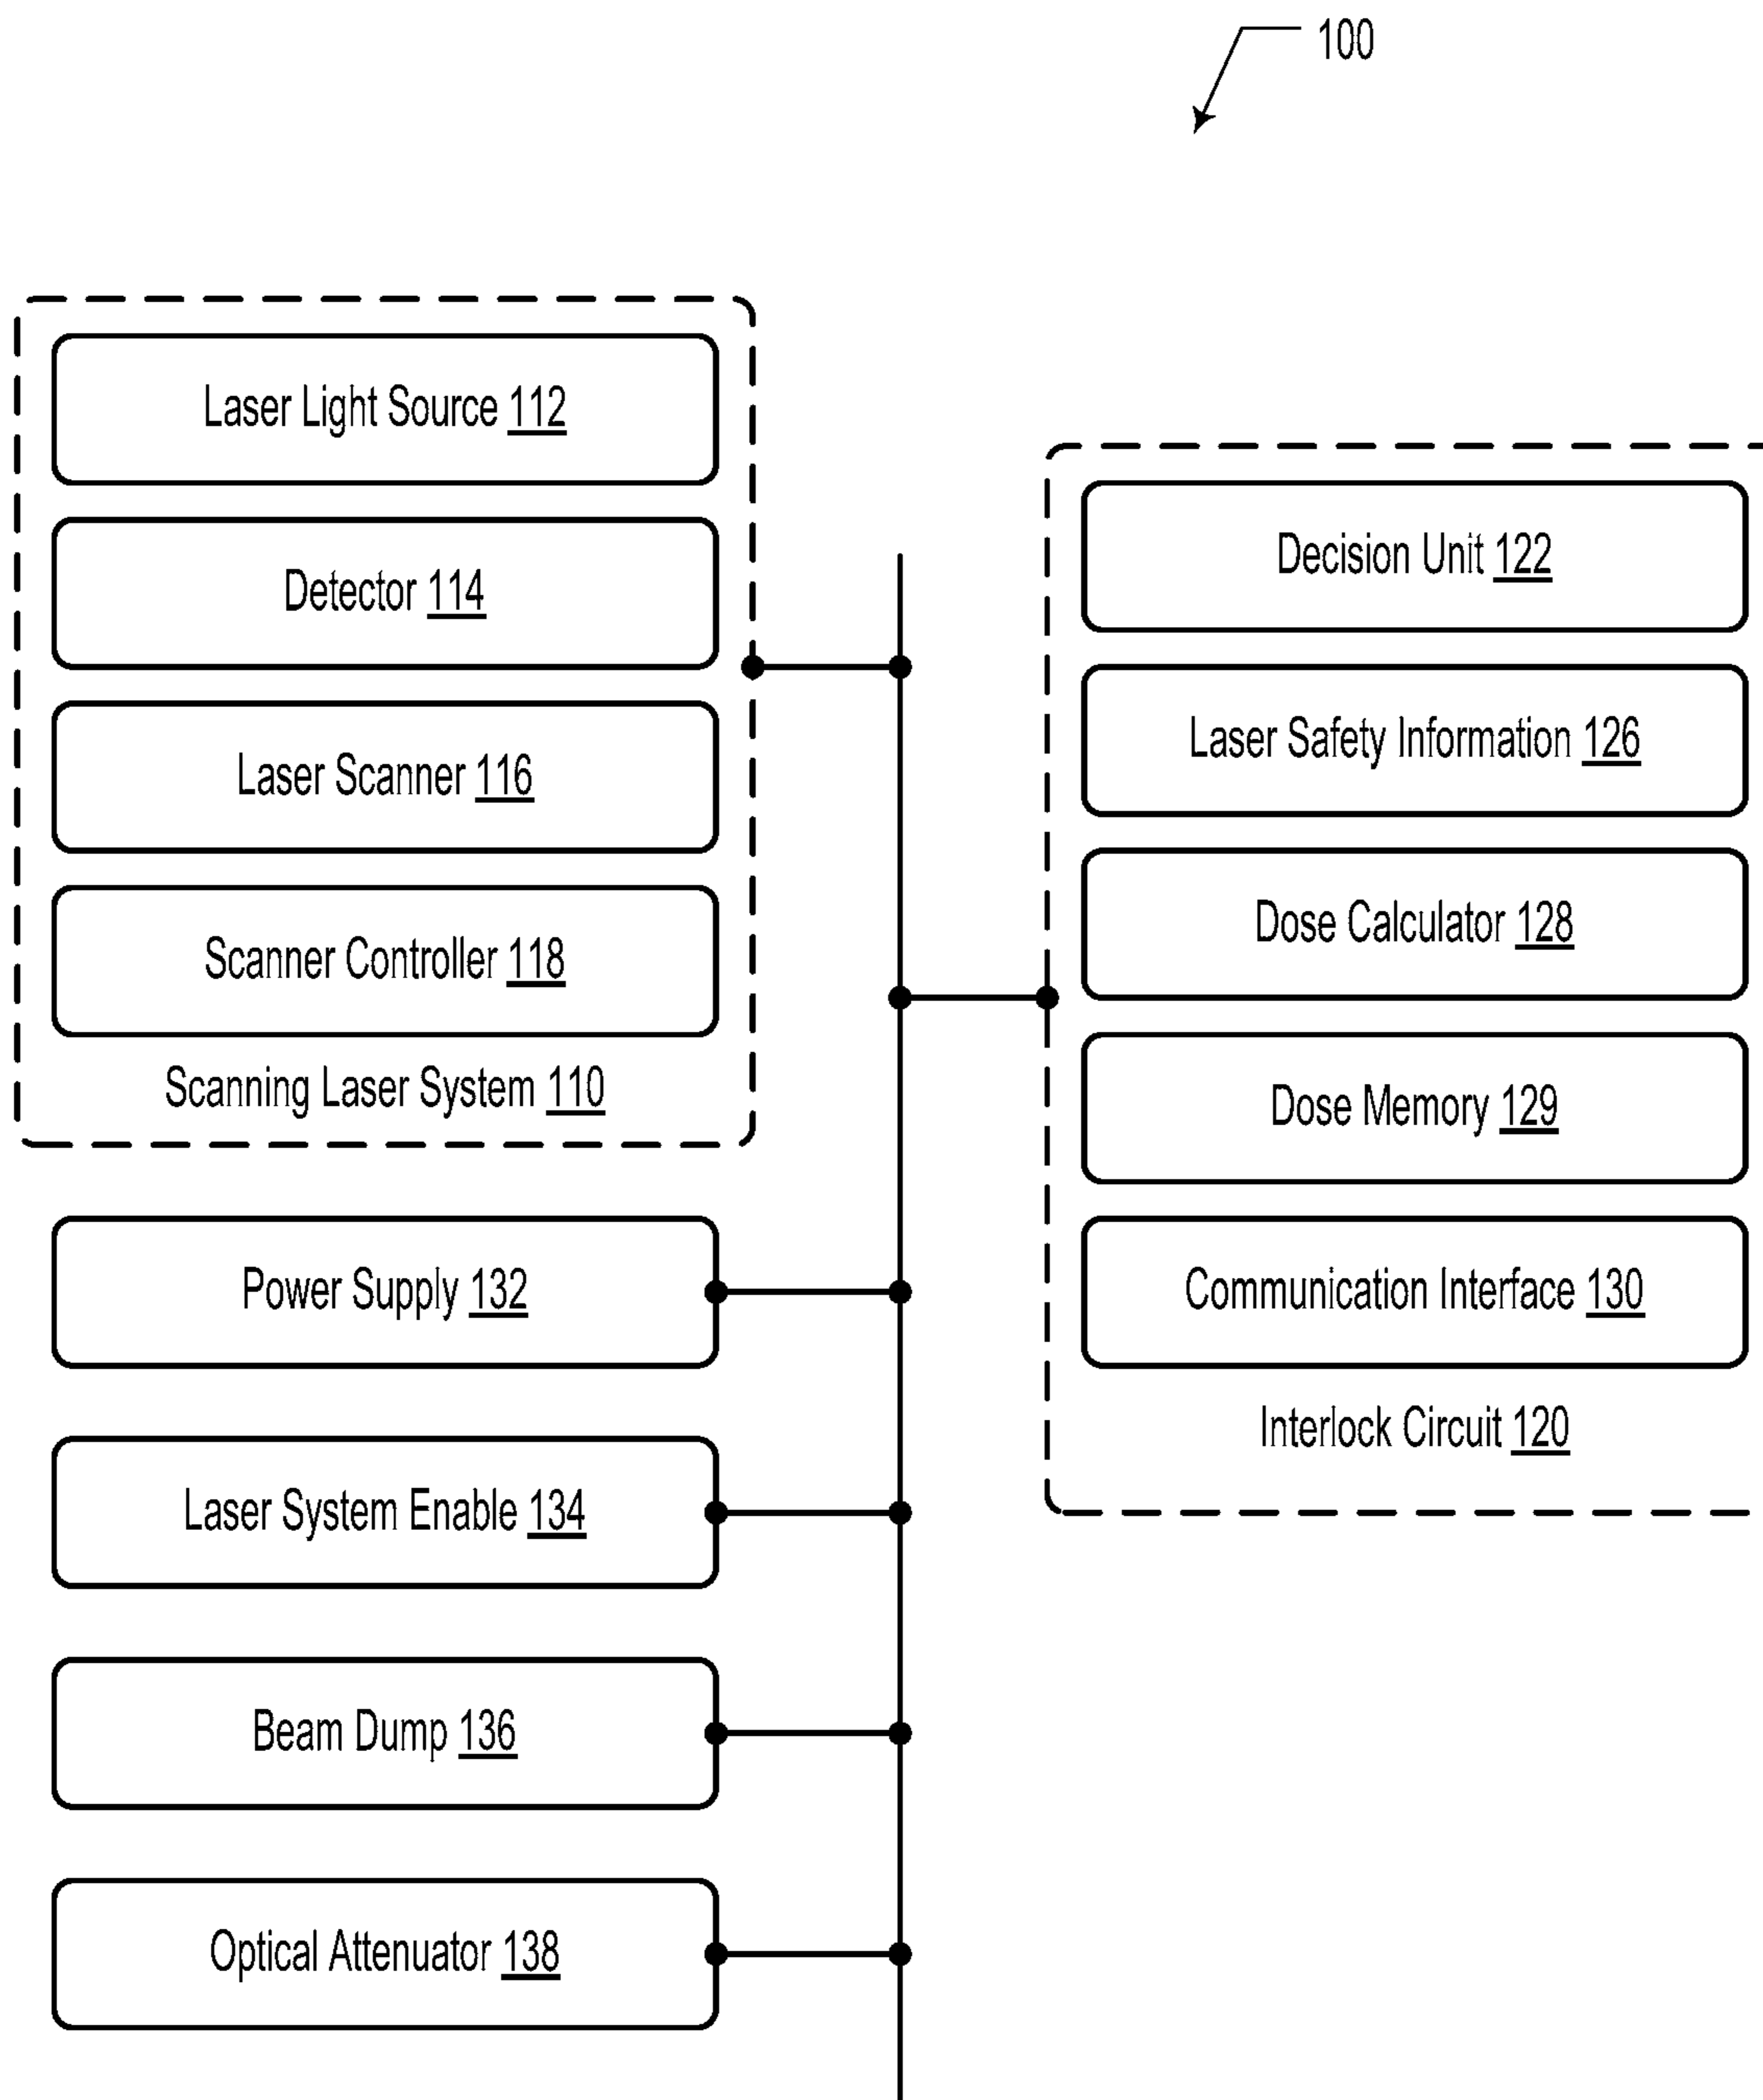 100
Laser Light Source 112
Detector 114
Laser Scanner 116
Scanner Controller 118
Scanning Laser System 110
Power Supply 132
Laser System Enable 134
Beam Dump 136
Optical Attenuator 138
Decision Unit 122
Laser Safety Information 126
Dose Calculator 128
Dose Memory 129
Communication Interface 130
Interlock Circuit 120